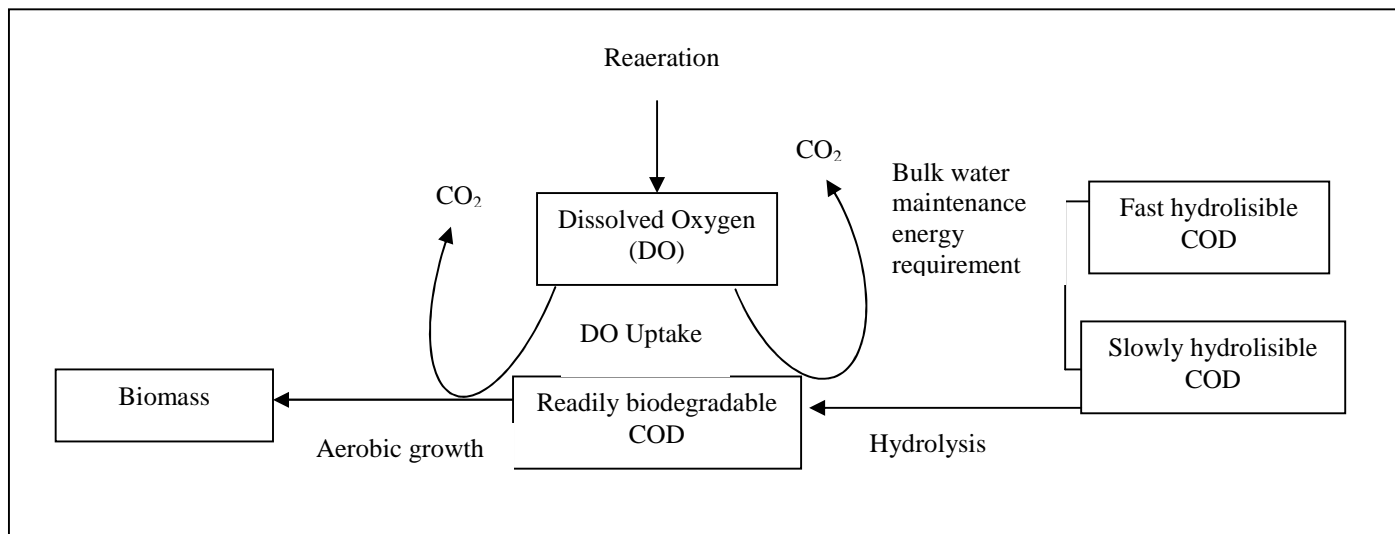 Reaeration
CO₂
CO₂
Bulk water
maintenance
energy
requirement
Fast hydrolisible
COD
Dissolved Oxygen
(DO)
DO Uptake
Slowly hydrolisible
COD
Biomass
Readily biodegradable
COD
Aerobic growth
Hydrolysis